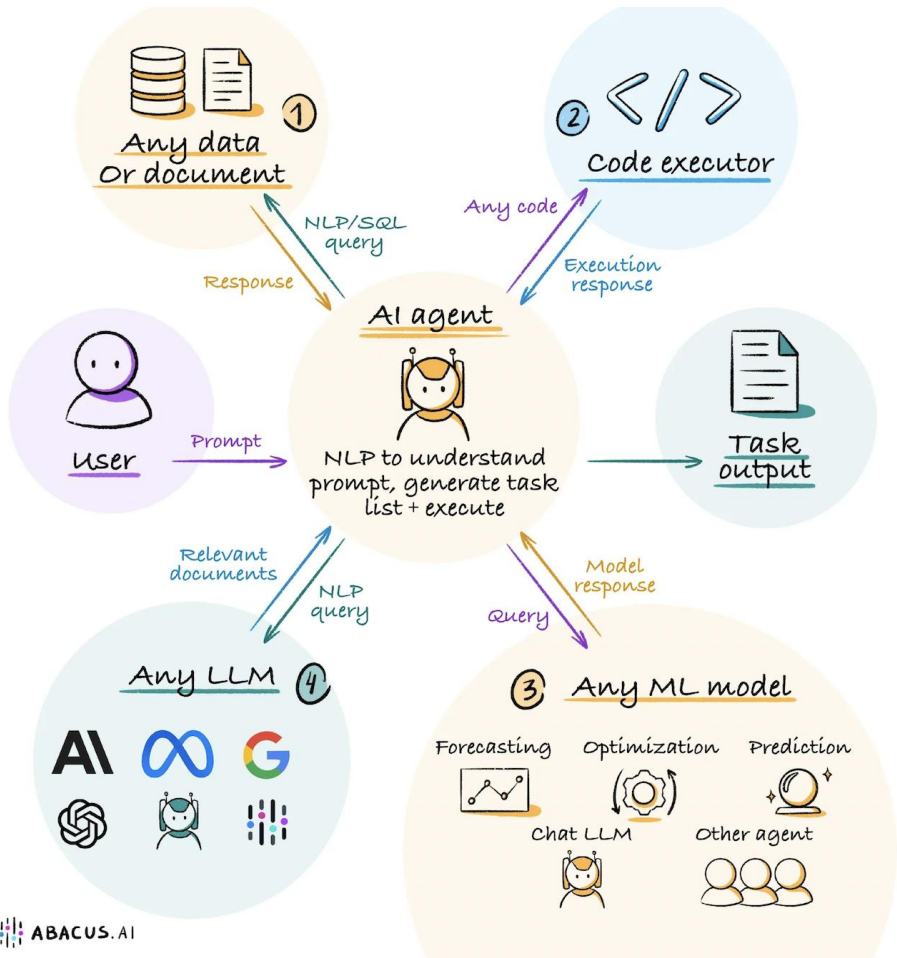 1
Any data
Or document
2
Code executor
NLP/SQL
query
Response
Any code
Execution
response
AI agent
NLP to understand
prompt, generate task
list + execute
User
Prompt
Task
output
Relevant
documents
NLP
query
Model
response
Query
Any LLM
4
3
Any ML model
Forecasting
Optimization
Prediction
Chat LLM
Other agent
AI
G
ABACUS.AI